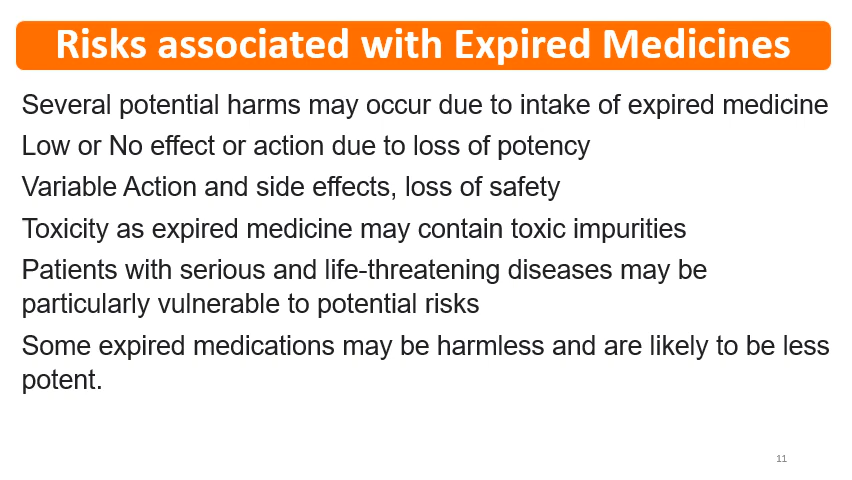 Risks associated with Expired Medicines
Several potential harms may occur due to intake of expired medicine
Low or No effect or action due to loss of potency
Variable Action and side effects, loss of safety
Toxicity as expired medicine may contain toxic impurities
Patients with serious and life-threatening diseases may be
particularly vulnerable to potential risks
Some expired medications may be harmless and are likely to be less
potent.
11